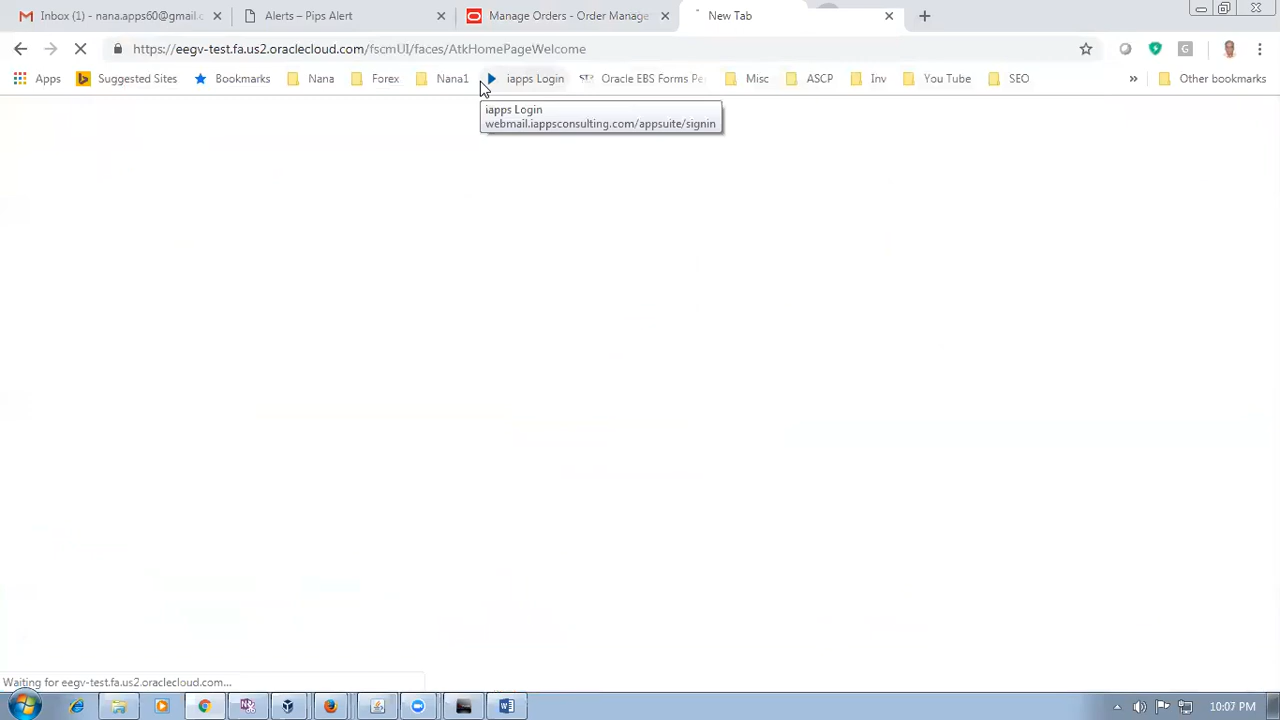 Inbox (1) - nana.apps60@gmail.c
Alerts – Pips Alert
Manage Orders - Order Manage
New Tab
https://eegv-test.fa.us2.oraclecloud.com/fscmUI/faces/AtkHomePageWelcome
Apps
Suggested Sites
Bookmarks
Nana
Forex
Nana1
iapps Login
Oracle EBS Forms Pe
Misc
ASCP
Inv
You Tube
SEO
»
Other bookmarks
iapps Login
webmail.iappsconsulting.com/appsuite/signin
Waiting for eegv-test.fa.us2.oraclecloud.com...
10:07 PM